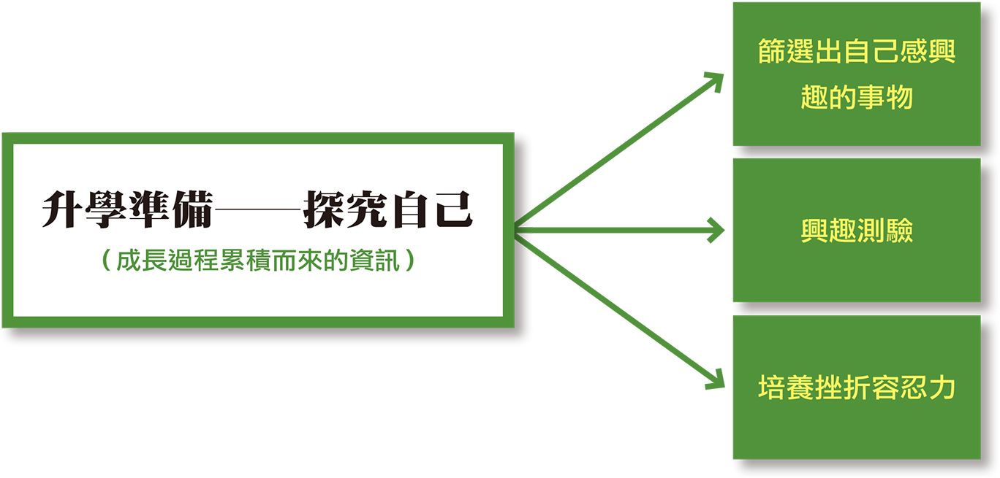 升學準備——探究自己
（成長過程累積而來的資訊）
篩選出自己感興
趣的事物
興趣測驗
培養挫折容忍力